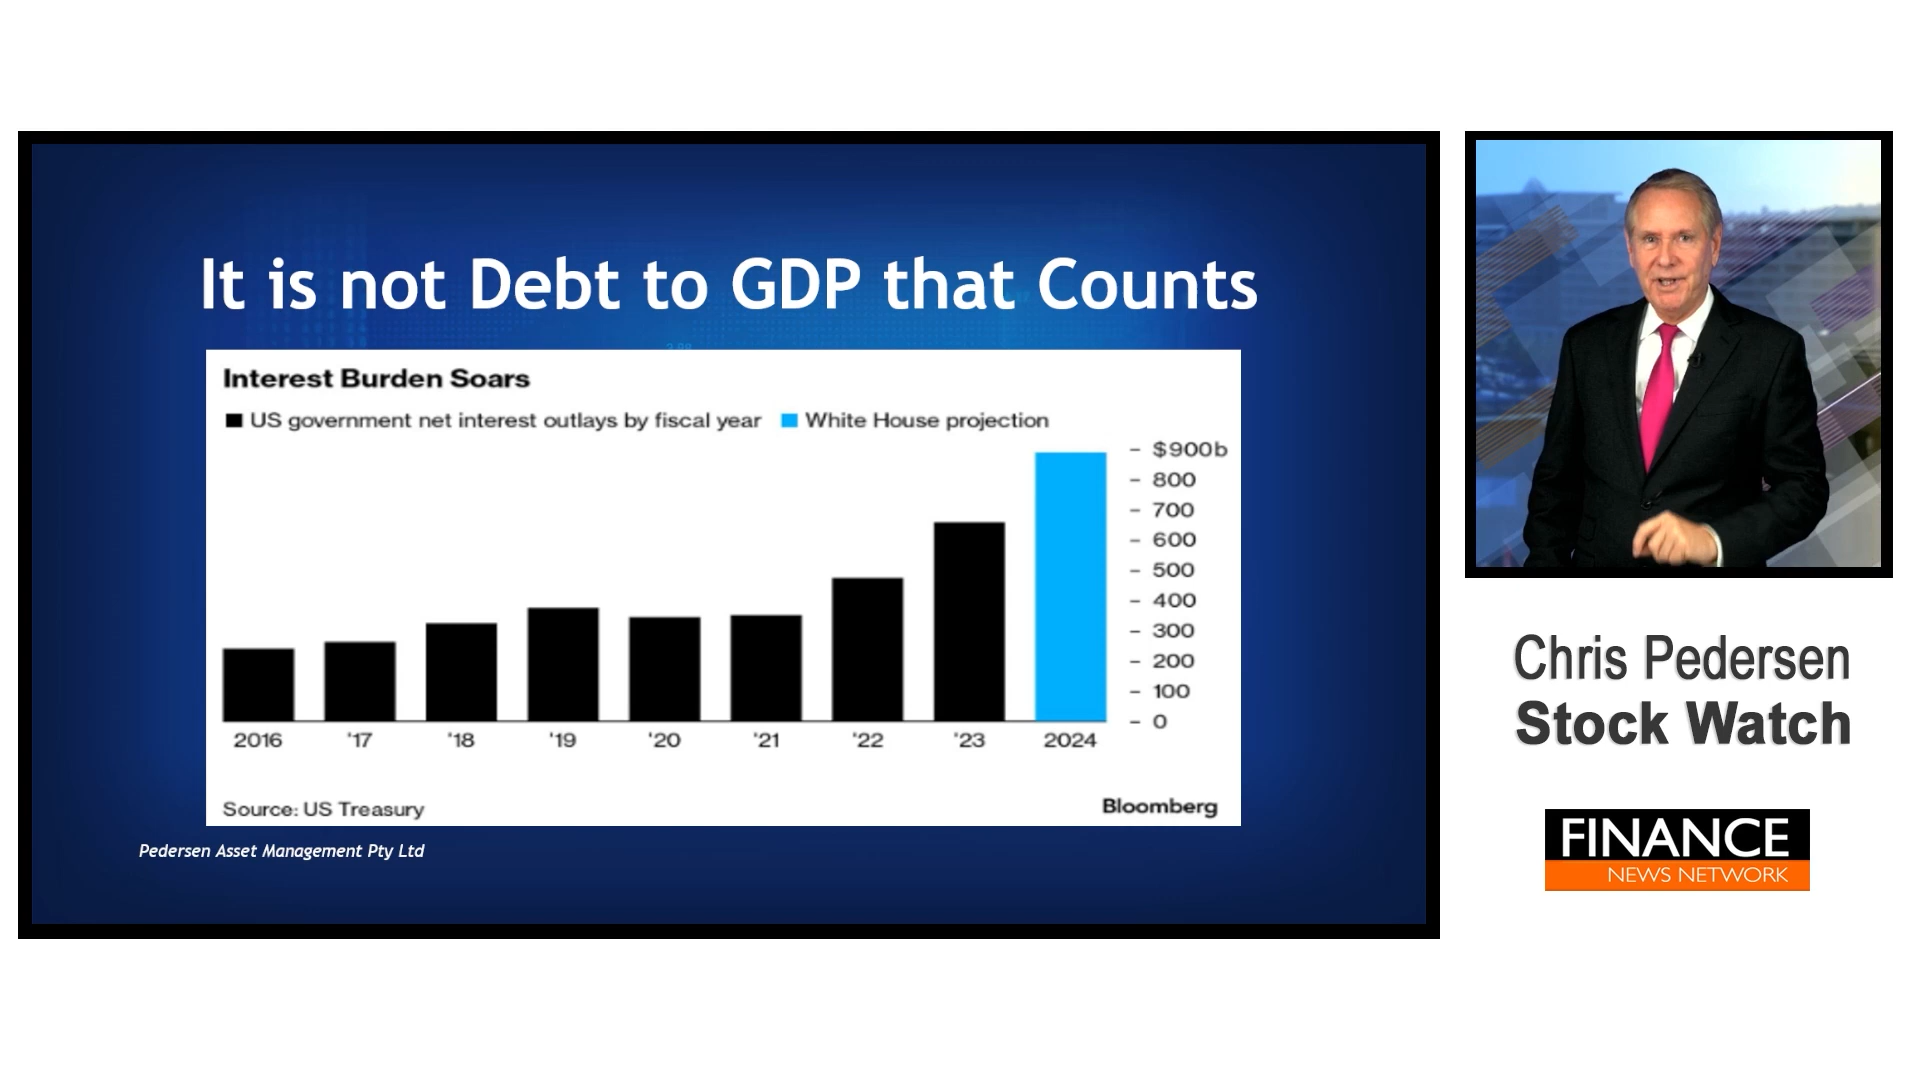 It is not Debt to GDP that Counts
Interest Burden Soars
US government net interest outlays by fiscal year White House projection
$900b
800
700
600
500
400
300
200
100
0
2016 '17 '18 '19 '20 '21 '22 '23 2024
Source: US Treasury Bloomberg
Pedersen Asset Management Pty Ltd
Chris Pedersen
Stock Watch
FINANCE
NEWS NETWORK